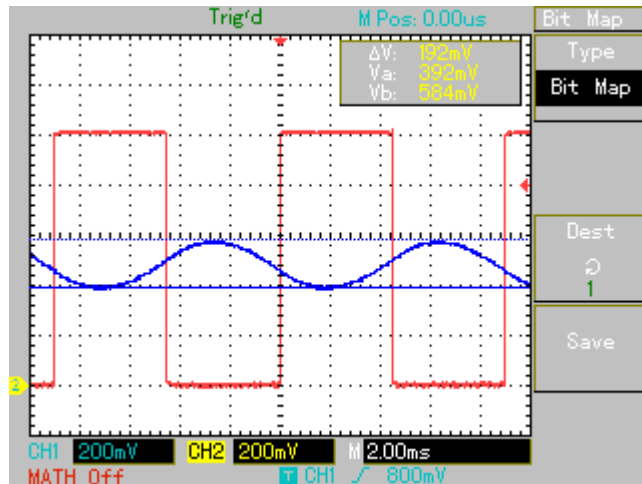 Trig'd M Pos: 0.00us Bit Map
ΔV: 192mV
Va: 392mV
Vb: 584mV
Type
Bit Map
Dest
1
Save
2
CH1 200mV CH2 200mV M 2.00ms
MATH Off T CH1 800mV